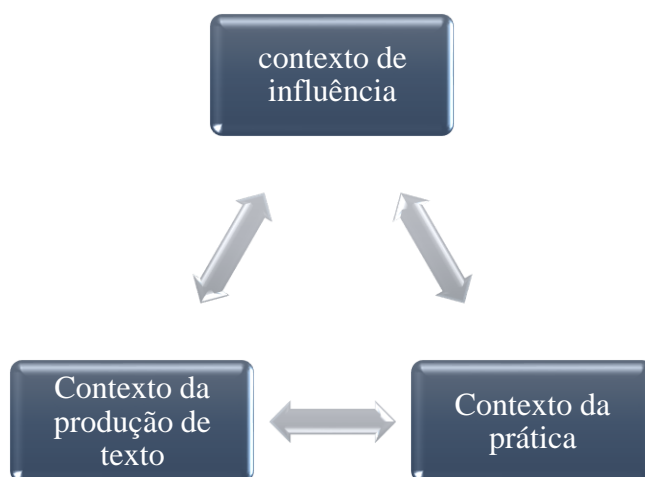 contexto de
influência
Contexto da
produção de
texto
Contexto da
prática